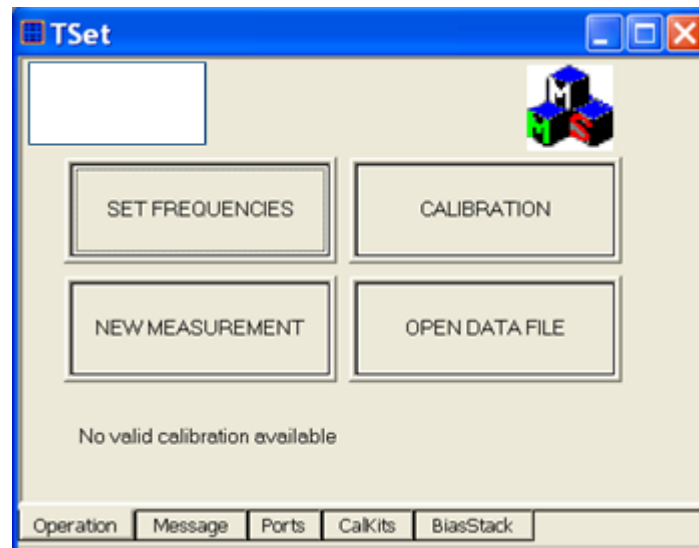 TSet
M
M S
SET FREQUENCIES CALIBRATION
NEW MEASUREMENT OPEN DATA FILE
No valid calibration available
Operation Message Ports CalKits BiasStack